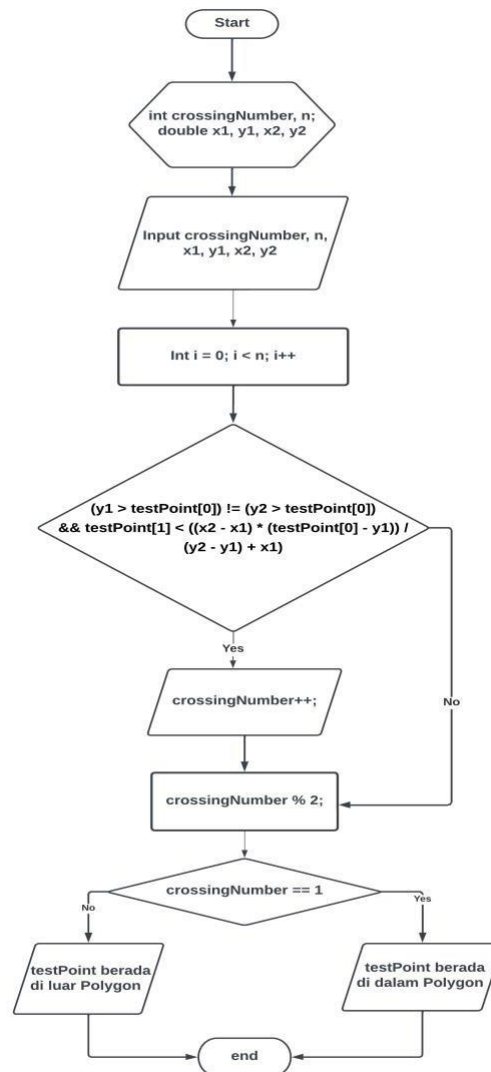 Start
int crossingNumber, n;
double x1, y1, x2, y2
Input crossingNumber, n,
x1, y1, x2, y2
Int i = 0; i < n; i++
(y1 > testPoint[0]) != (y2 > testPoint[0])
&& testPoint[1] < ((x2 - x1) * (testPoint[0] - y1)) /
(y2 - y1) + x1)
Yes
crossingNumber++;
No
crossingNumber % 2;
crossingNumber == 1
No
Yes
testPoint berada
di luar Polygon
testPoint berada
di dalam Polygon
end